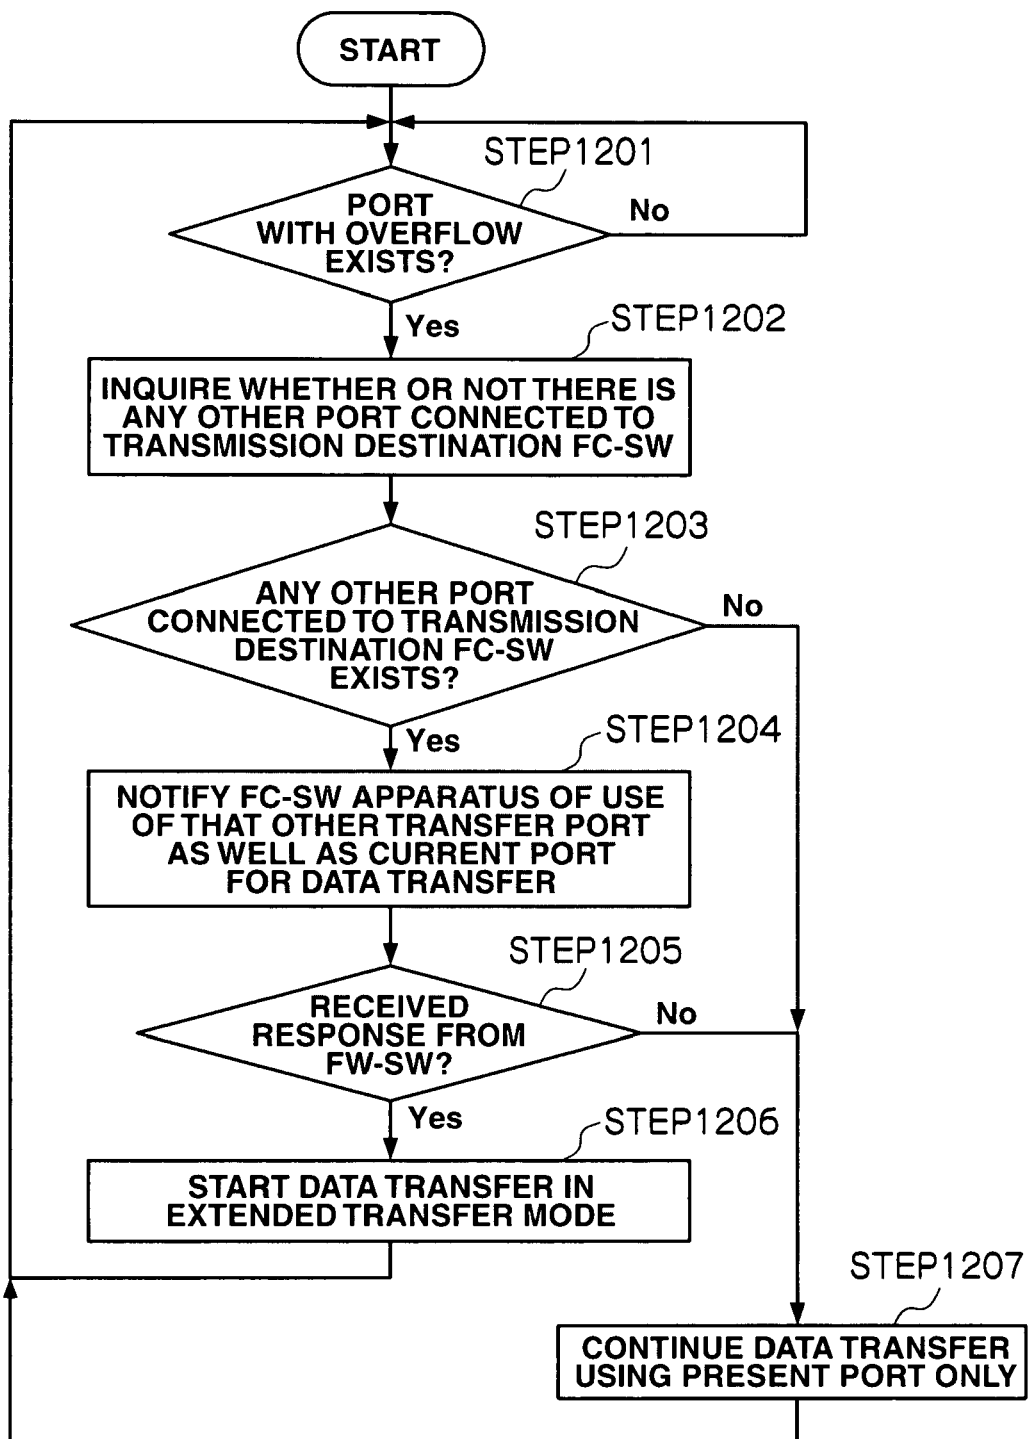 START
STEP1201
PORT
WITH OVERFLOW
EXISTS?
No
Yes
STEP1202
INQUIRE WHETHER OR NOT THERE IS
ANY OTHER PORT CONNECTED TO
TRANSMISSION DESTINATION FC-SW
STEP1203
ANY OTHER PORT
CONNECTED TO TRANSMISSION
DESTINATION FC-SW
EXISTS?
No
Yes
STEP1204
NOTIFY FC-SW APPARATUS OF USE
OF THAT OTHER TRANSFER PORT
AS WELL AS CURRENT PORT
FOR DATA TRANSFER
STEP1205
RECEIVED
RESPONSE FROM
FW-SW?
No
Yes
STEP1206
START DATA TRANSFER IN
EXTENDED TRANSFER MODE
STEP1207
CONTINUE DATA TRANSFER
USING PRESENT PORT ONLY